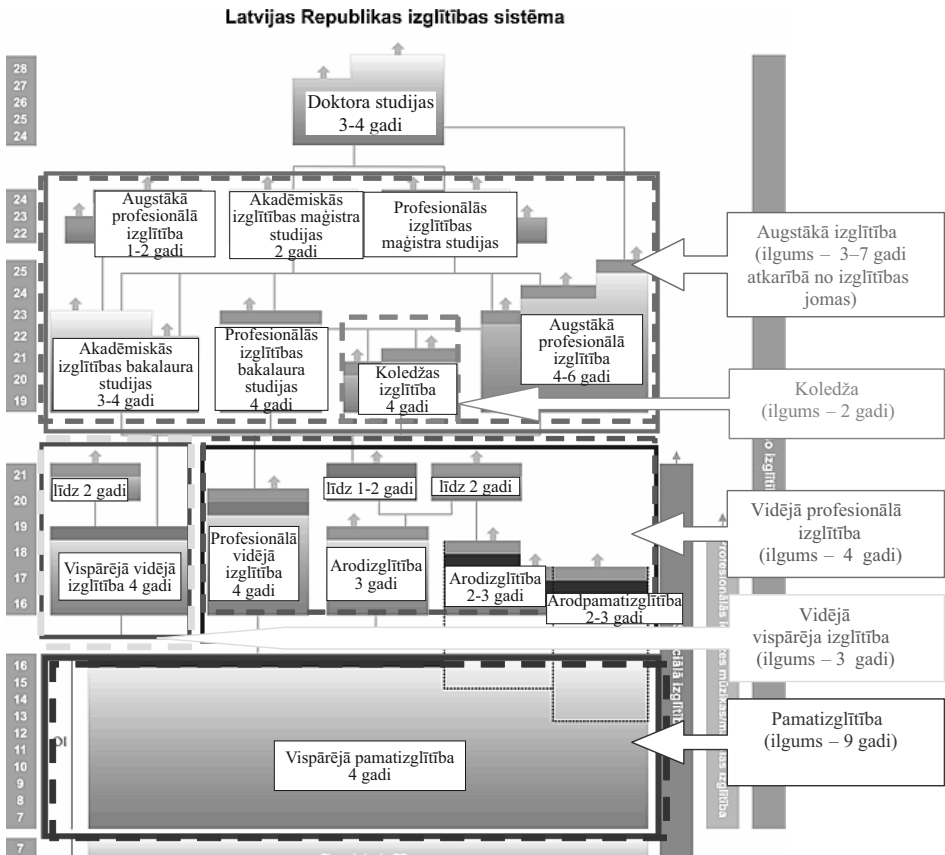 Latvijas Republikas izglītības sistēma
28
27
26
25
24
Doktora studijas
3-4 gadi
24
23
22
Augstākā
profesionālā
izglītība
1-2 gadi
Akadēmiskās
izglītības maģistra
studijas
2 gadi
Profesionālās
izglītības
maģistra studijas
Augstākā izglītība
(ilgums – 3–7 gadi
atkarībā no izglītības
jomas)
25
24
23
22
21
20
19
Akadēmiskās
izglītības bakalaura
studijas
3-4 gadi
Profesionālās
izglītības
bakalaura
studijas
4 gadi
Koledžas
izglītība
4 gadi
Augstākā
profesionālā
izglītība
4-6 gadi
Koledža
(ilgums – 2 gadi)
21
20
19
18
17
16
līdz 2 gadi
līdz 1-2 gadi
līdz 2 gadi
Vispārējā vidējā
izglītība 4 gadi
Profesionālā
vidējā
izglītība
4 gadi
Arodizglītība
3 gadi
Arodizglītība
2-3 gadi
Arodpamatizglītība
2-3 gadi
Vidējā profesionālā
izglītība
(ilgums – 4 gadi)
Vidējā
vispārēja izglītība
(ilgums – 3 gadi)
16
15
14
13
12
11
10
9
8
7
Vispārējā pamatizglītība
4 gadi
Pamatizglītība
(ilgums – 9 gadi)
7